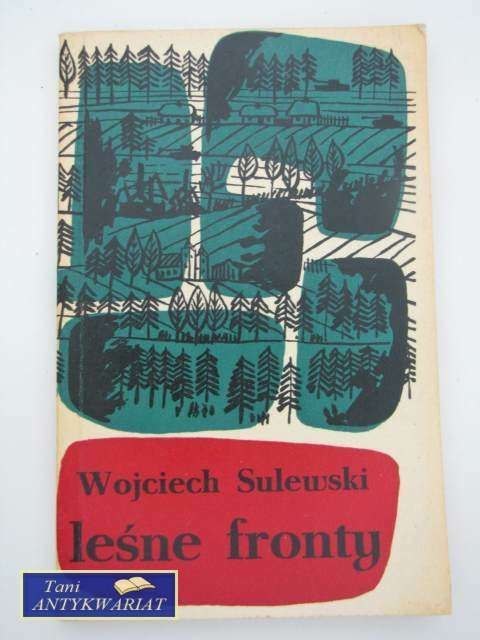 Wojciech Sulewski
leśne fronty
Tani
ANTYKWARIAT